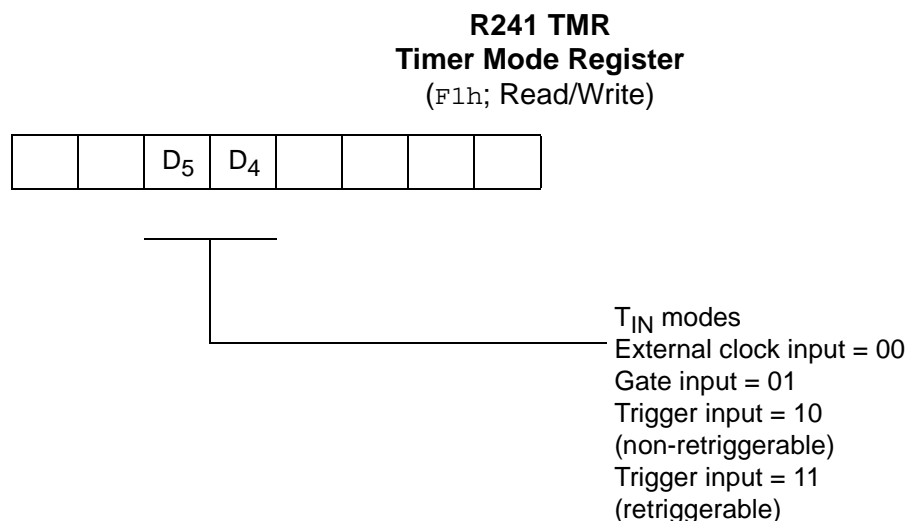 R241 TMR
Timer Mode Register
(F1h; Read/Write)
D5 D4
TIN modes
External clock input = 00
Gate input = 01
Trigger input = 10
(non-retriggerable)
Trigger input = 11
(retriggerable)